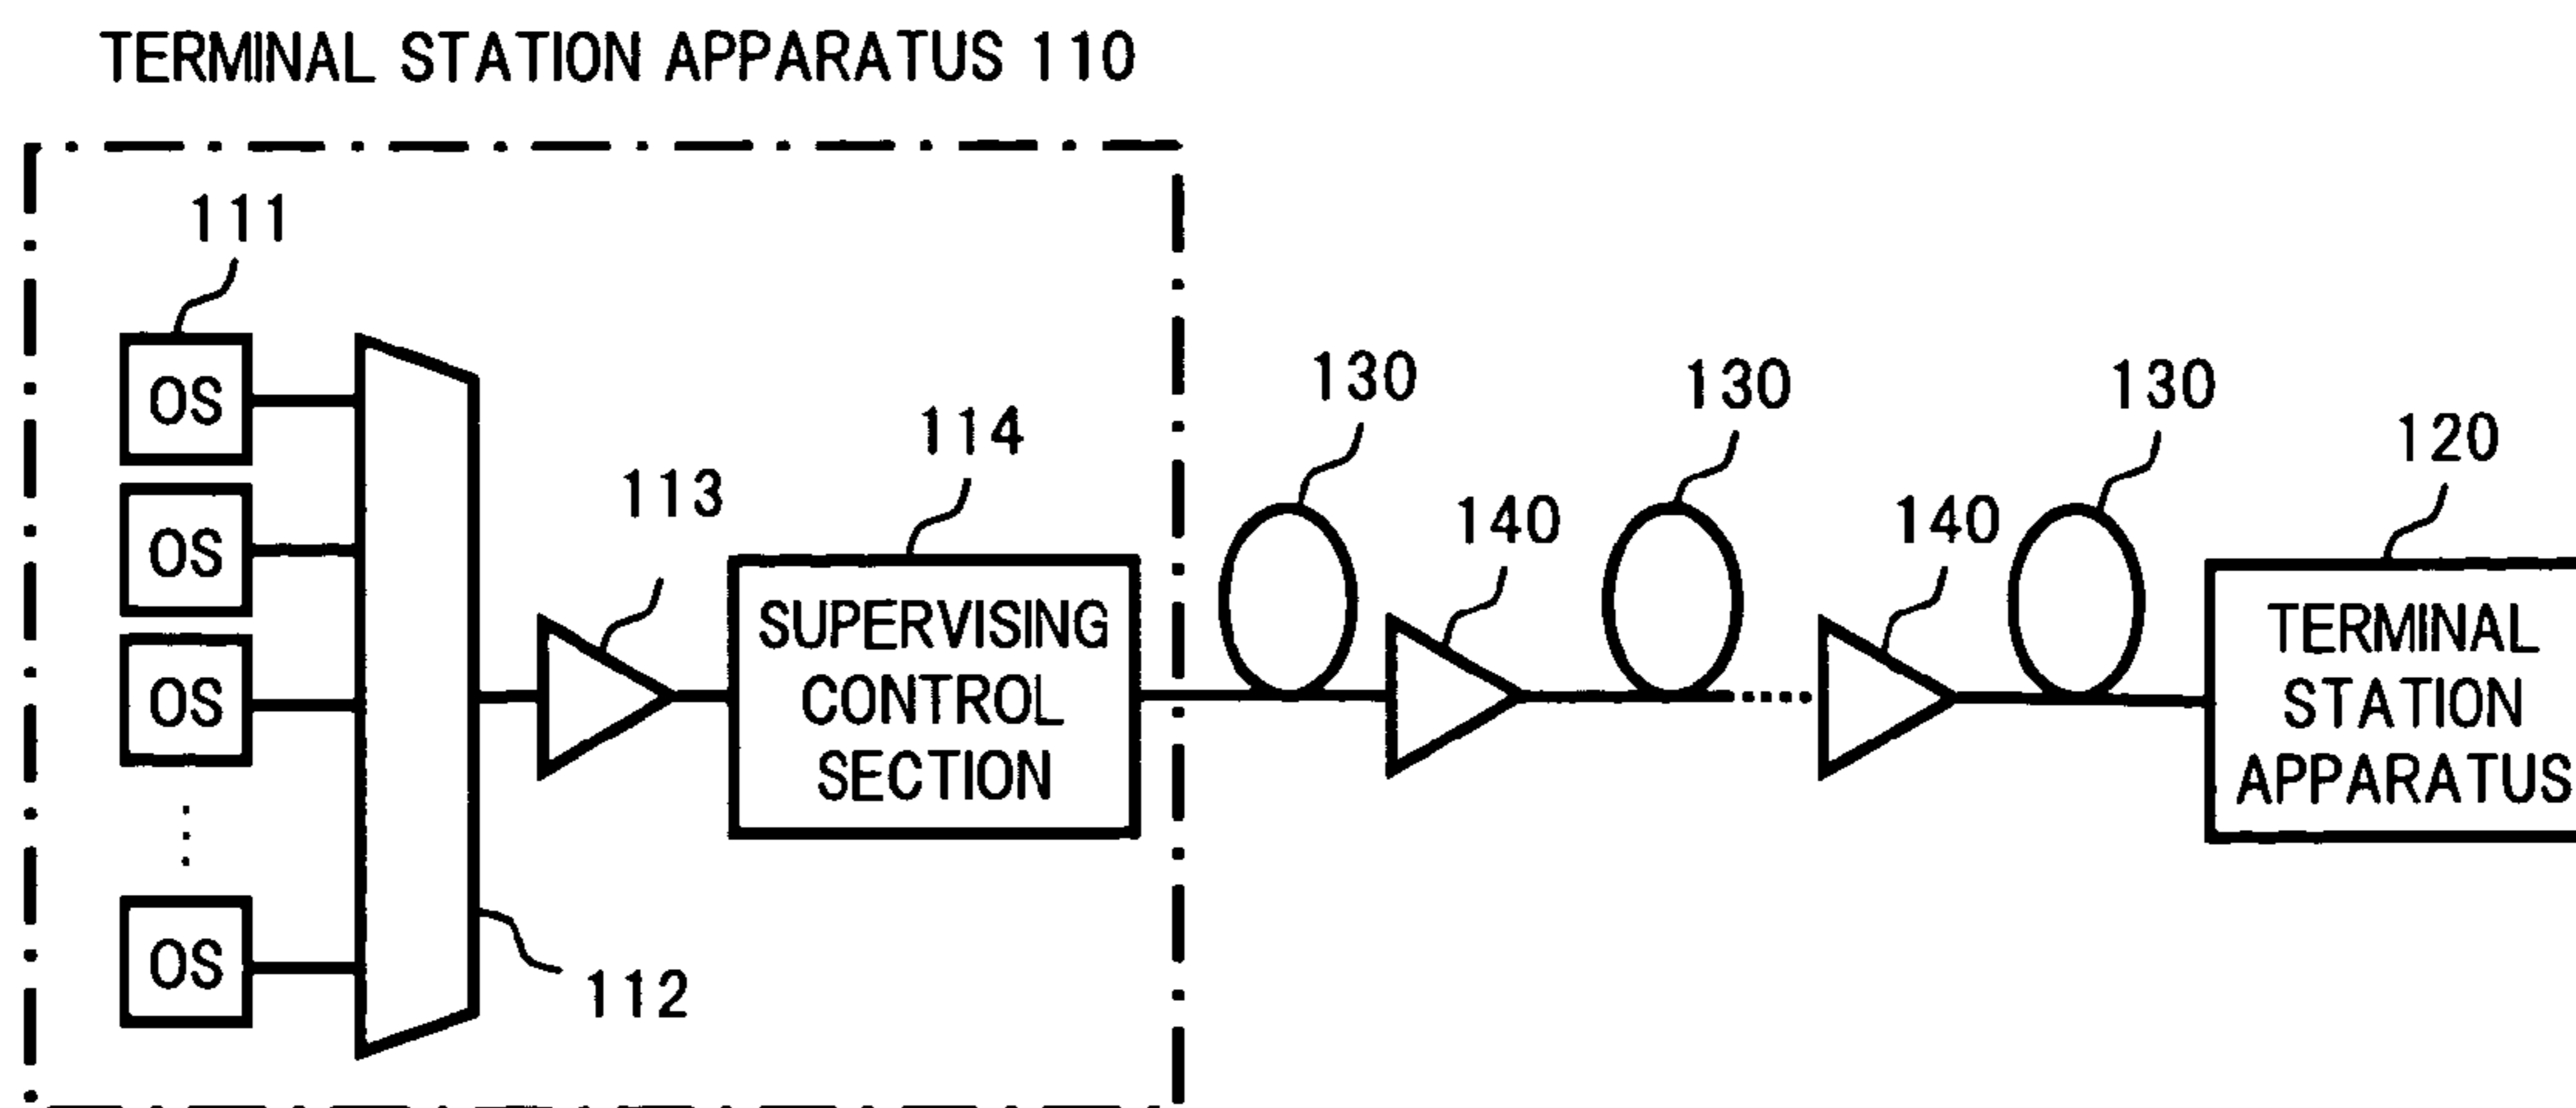 TERMINAL STATION APPARATUS 110
111
OS
OS
OS
OS
112
113
114
SUPERVISING
CONTROL
SECTION
130
140
130
140
130
120
TERMINAL
STATION
APPARATUS